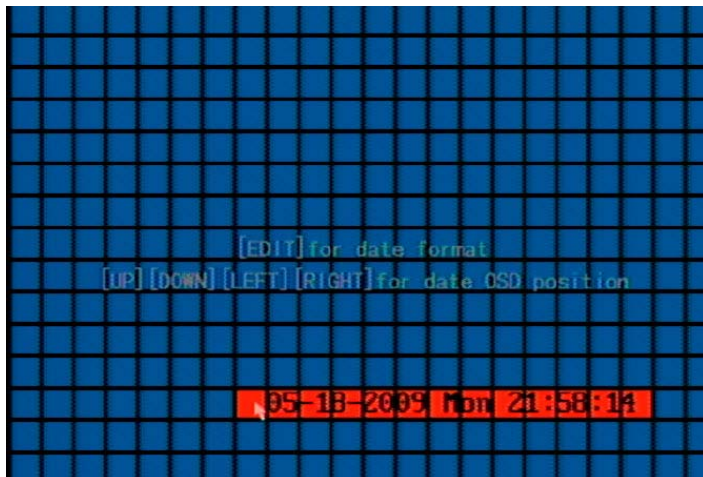 [EDIT]for date format
[UP][DOWN][LEFT][RIGHT]for date OSD position
05-18-2009 Mon 21:58:14